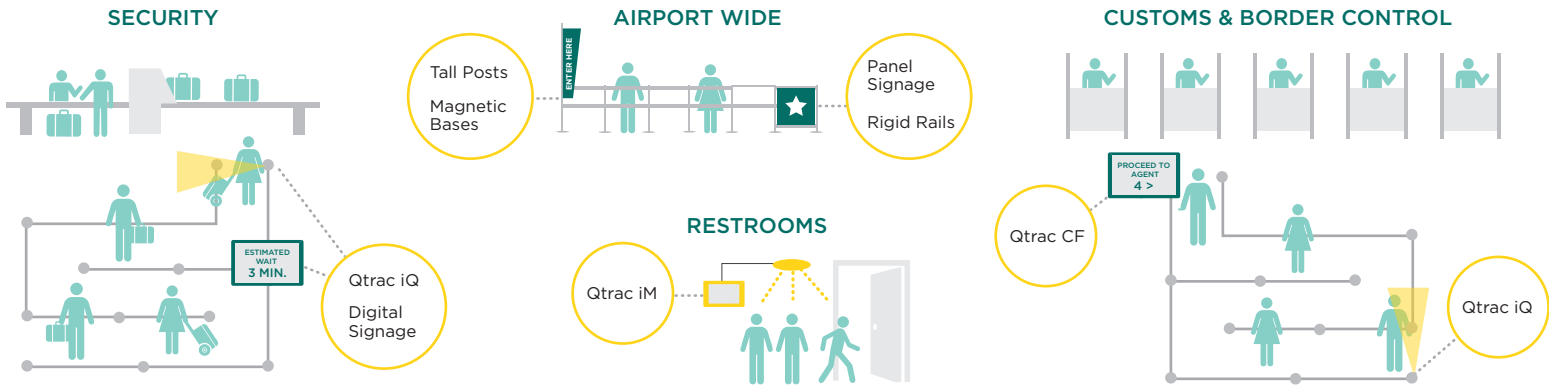 SECURITY
ESTIMATED
WAIT
3 MIN.
Qtrac iQ
Digital
Signage
AIRPORT WIDE
Tall Posts
Magnetic
Bases
ENTER HERE
Panel
Signage
Rigid Rails
RESTROOMS
Qtrac iM
CUSTOMS & BORDER CONTROL
PROCEED TO
AGENT
4 >
Qtrac CF
Qtrac iQ